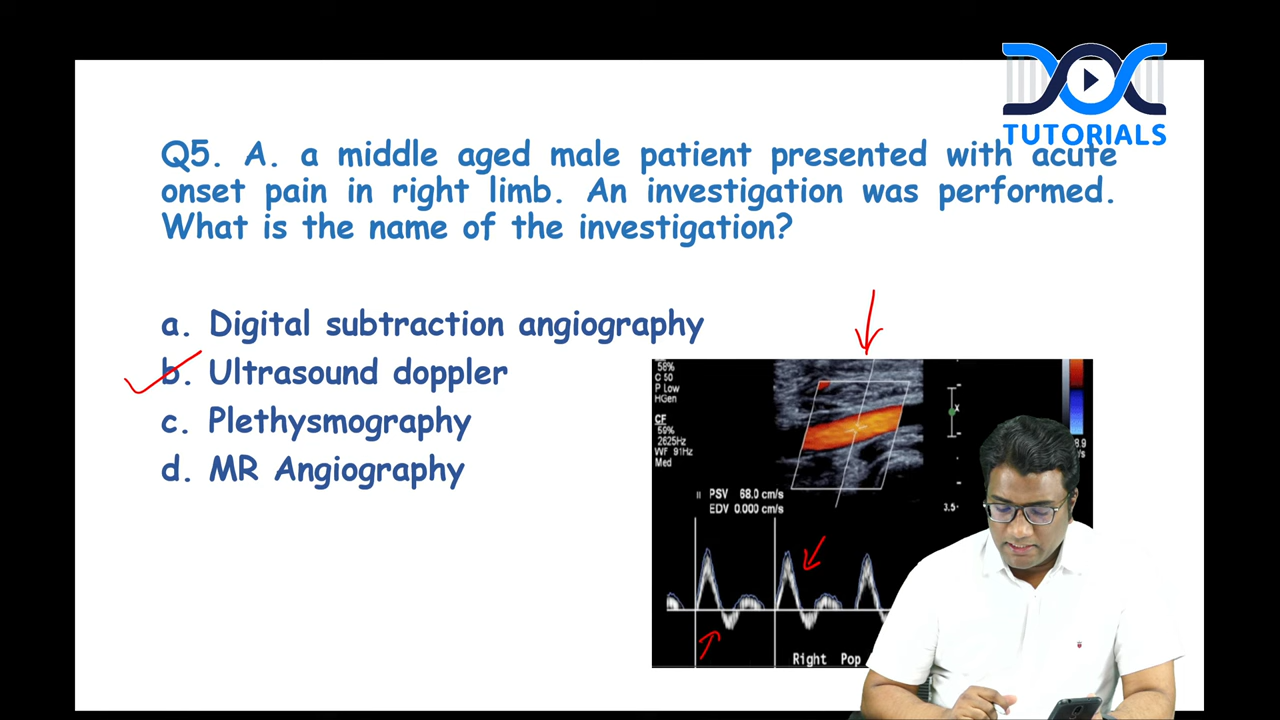 TUTORIALS
Q5. A. a middle aged male patient presented with acute
onset pain in right limb. An investigation was performed.
What is the name of the investigation?
a. Digital subtraction angiography
b. Ultrasound doppler
c. Plethysmography
d. MR Angiography
58%
C 50
P Low
HGen
CF
59%
2625Hz
WF 91Hz
Med
PSV 68.0 cm/s
EDV 0.000 cm/s
x
3.5
Right Pop